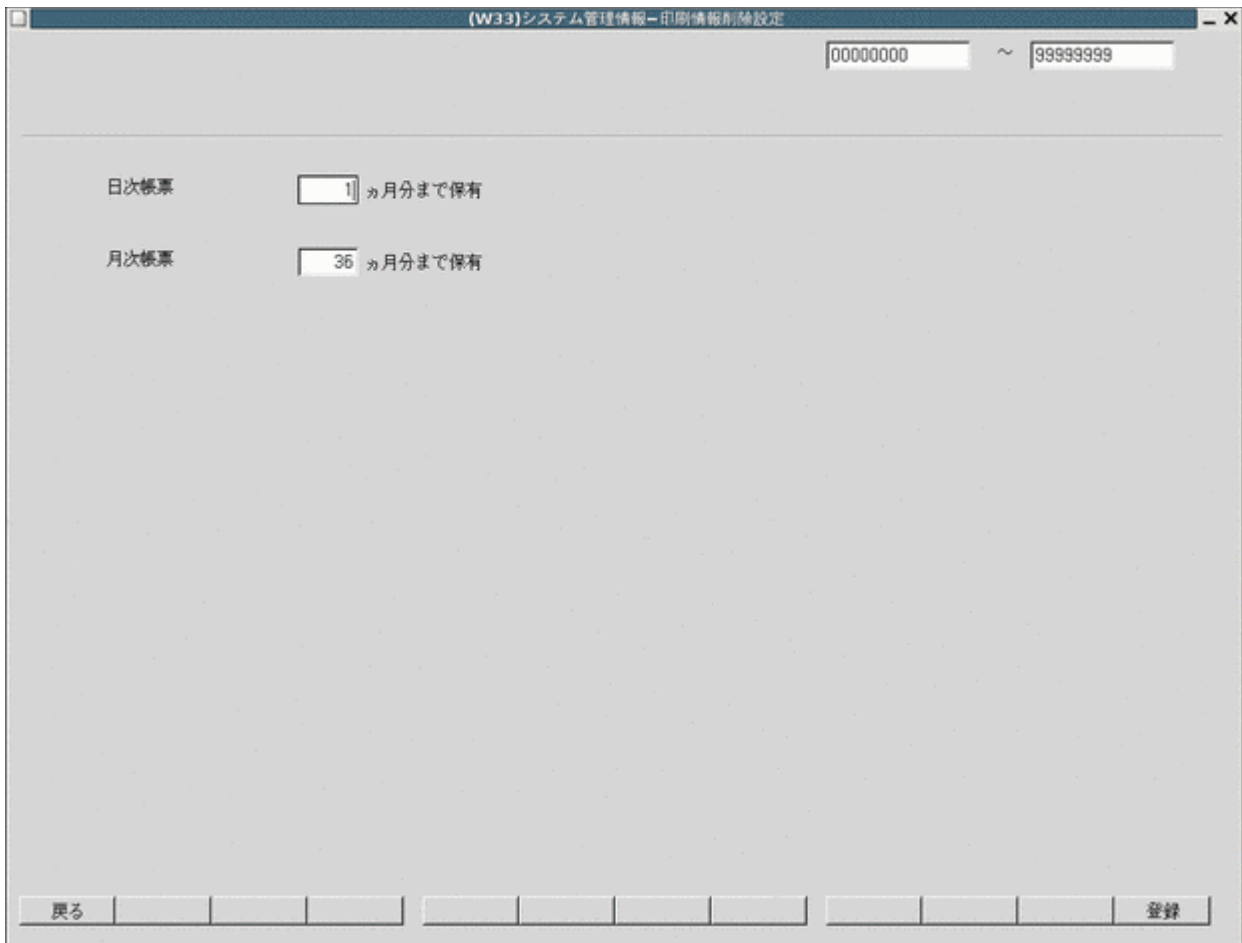 (W33)システム管理情報－印刷情報削除設定
00000000 ～ 99999999
日次帳票 1 ヵ月分まで保有
月次帳票 36 ヵ月分まで保有
戻る 登録